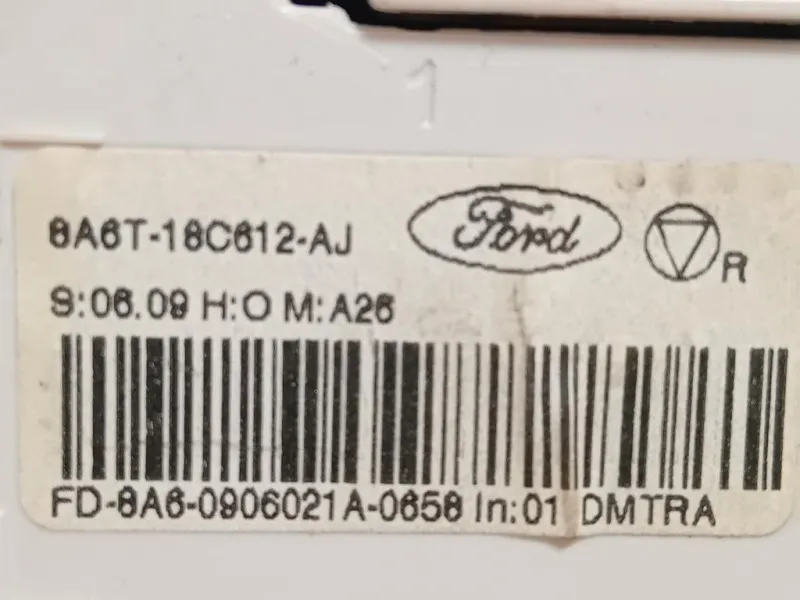 1
8A6T-18C612-AJ
Ford
R
S:06.09 H:O M:A26
FD-8A6-0906021A-0658 In:01 DMTRA